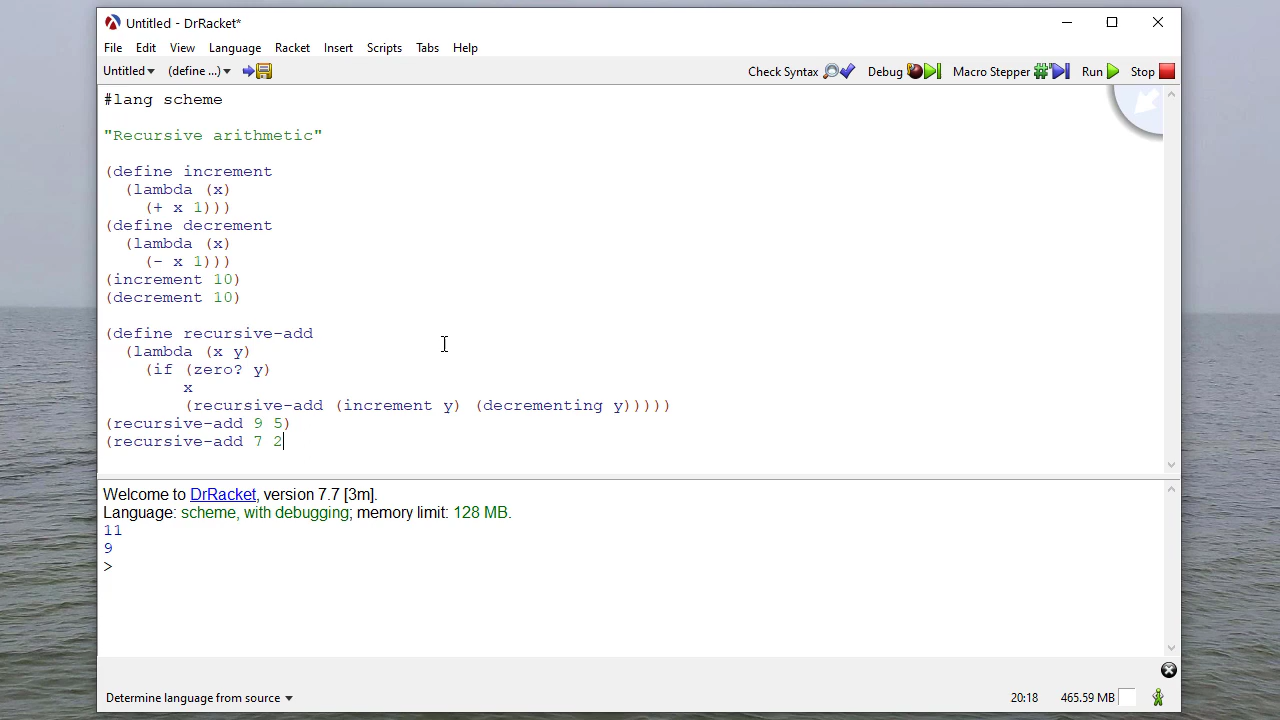 Untitled - DrRacket*
File Edit View Language Racket Insert Scripts Tabs Help
Untitled (define ...) Check Syntax Debug Macro Stepper Run Stop
#lang scheme
"Recursive arithmetic"
(define increment
(lambda (x)
(+ x 1)))
(define decrement
(lambda (x)
(- x 1)))
(increment 10)
(decrement 10)
(define recursive-add
(lambda (x y)
(if (zero? y)
x
(recursive-add (increment y) (decrementing y)))))
(recursive-add 9 5)
(recursive-add 7 2
Welcome to DrRacket, version 7.7 [3m].
Language: scheme, with debugging; memory limit: 128 MB.
11
9
>
Determine language from source 20:18 465.59 MB